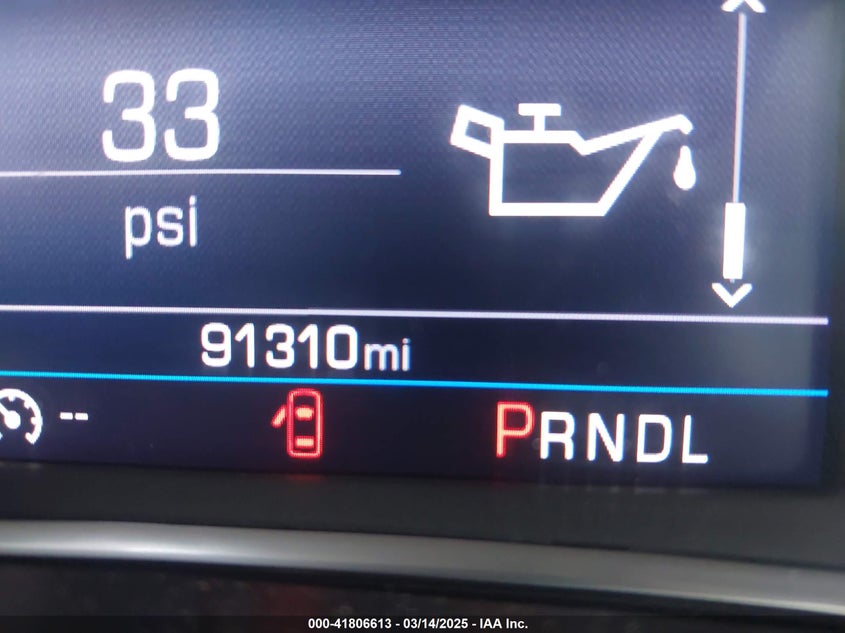 33
psi
91310mi
--
PRNDL
000-41806613 - 03/14/2025 - IAA Inc.